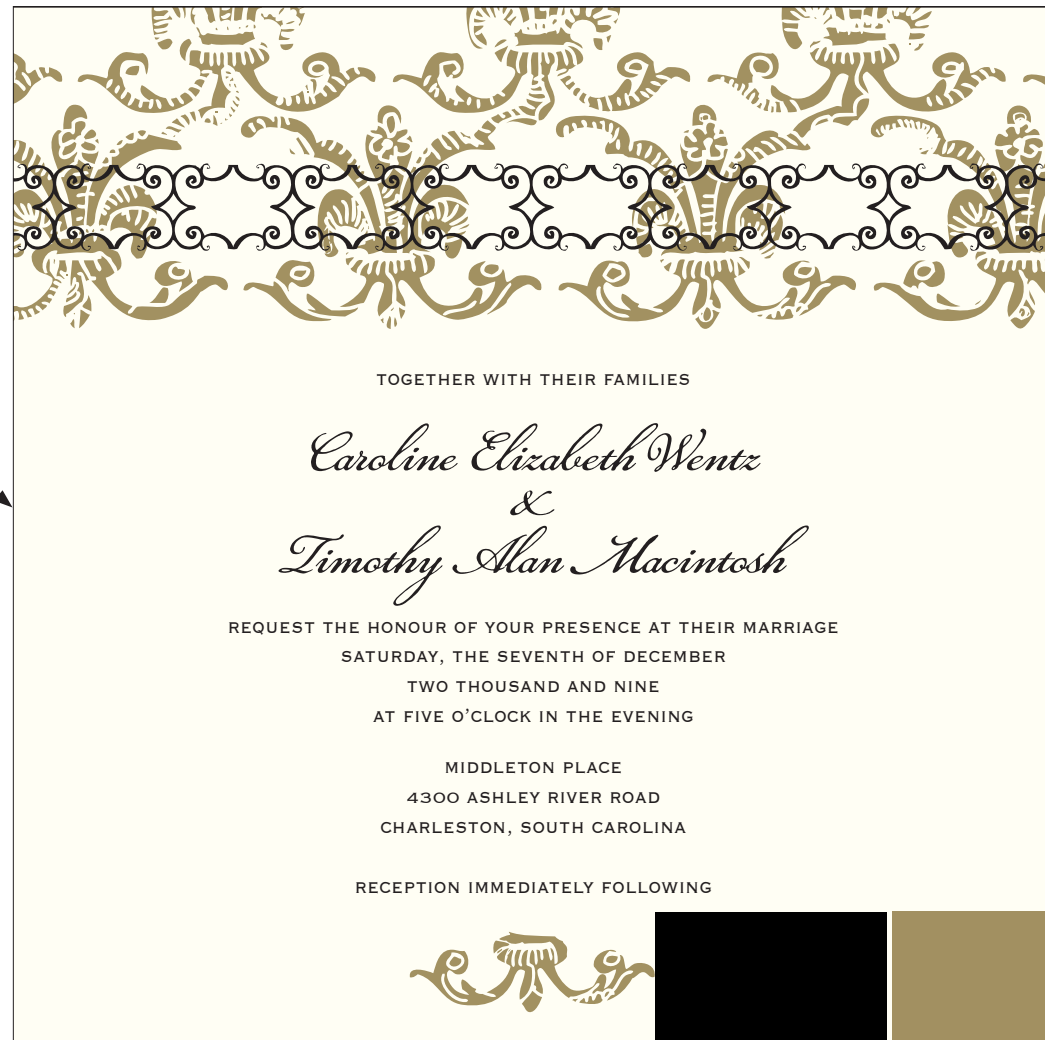 TOGETHER WITH THEIR FAMILIES
Caroline Elizabeth Wentz
&
Timothy Alan Macintosh
REQUEST THE HONOUR OF YOUR PRESENCE AT THEIR MARRIAGE
SATURDAY, THE SEVENTH OF DECEMBER
TWO THOUSAND AND NINE
AT FIVE O’CLOCK IN THE EVENING
MIDDLETON PLACE
4300 ASHLEY RIVER ROAD
CHARLESTON, SOUTH CAROLINA
RECEPTION IMMEDIATELY FOLLOWING